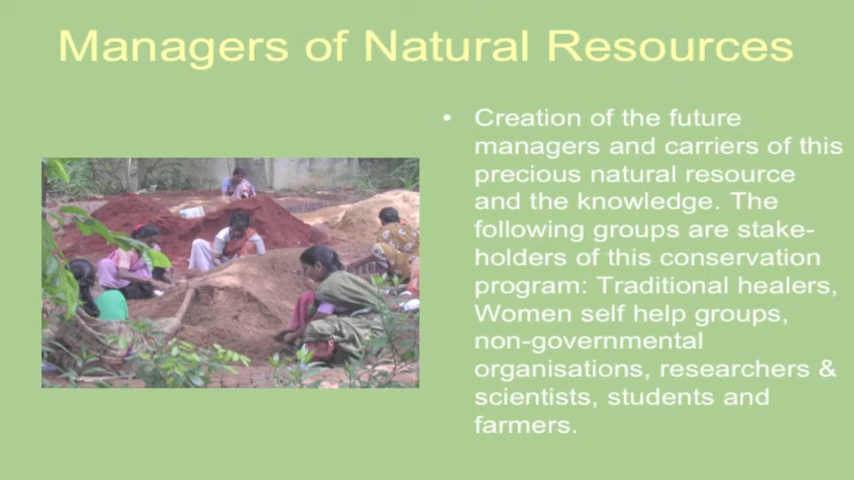 Managers of Natural Resources
• Creation of the future
managers and carriers of this
precious natural resource
and the knowledge. The
following groups are stake-
holders of this conservation
program: Traditional healers,
Women self help groups,
non-governmental
organisations, researchers &
scientists, students and
farmers.